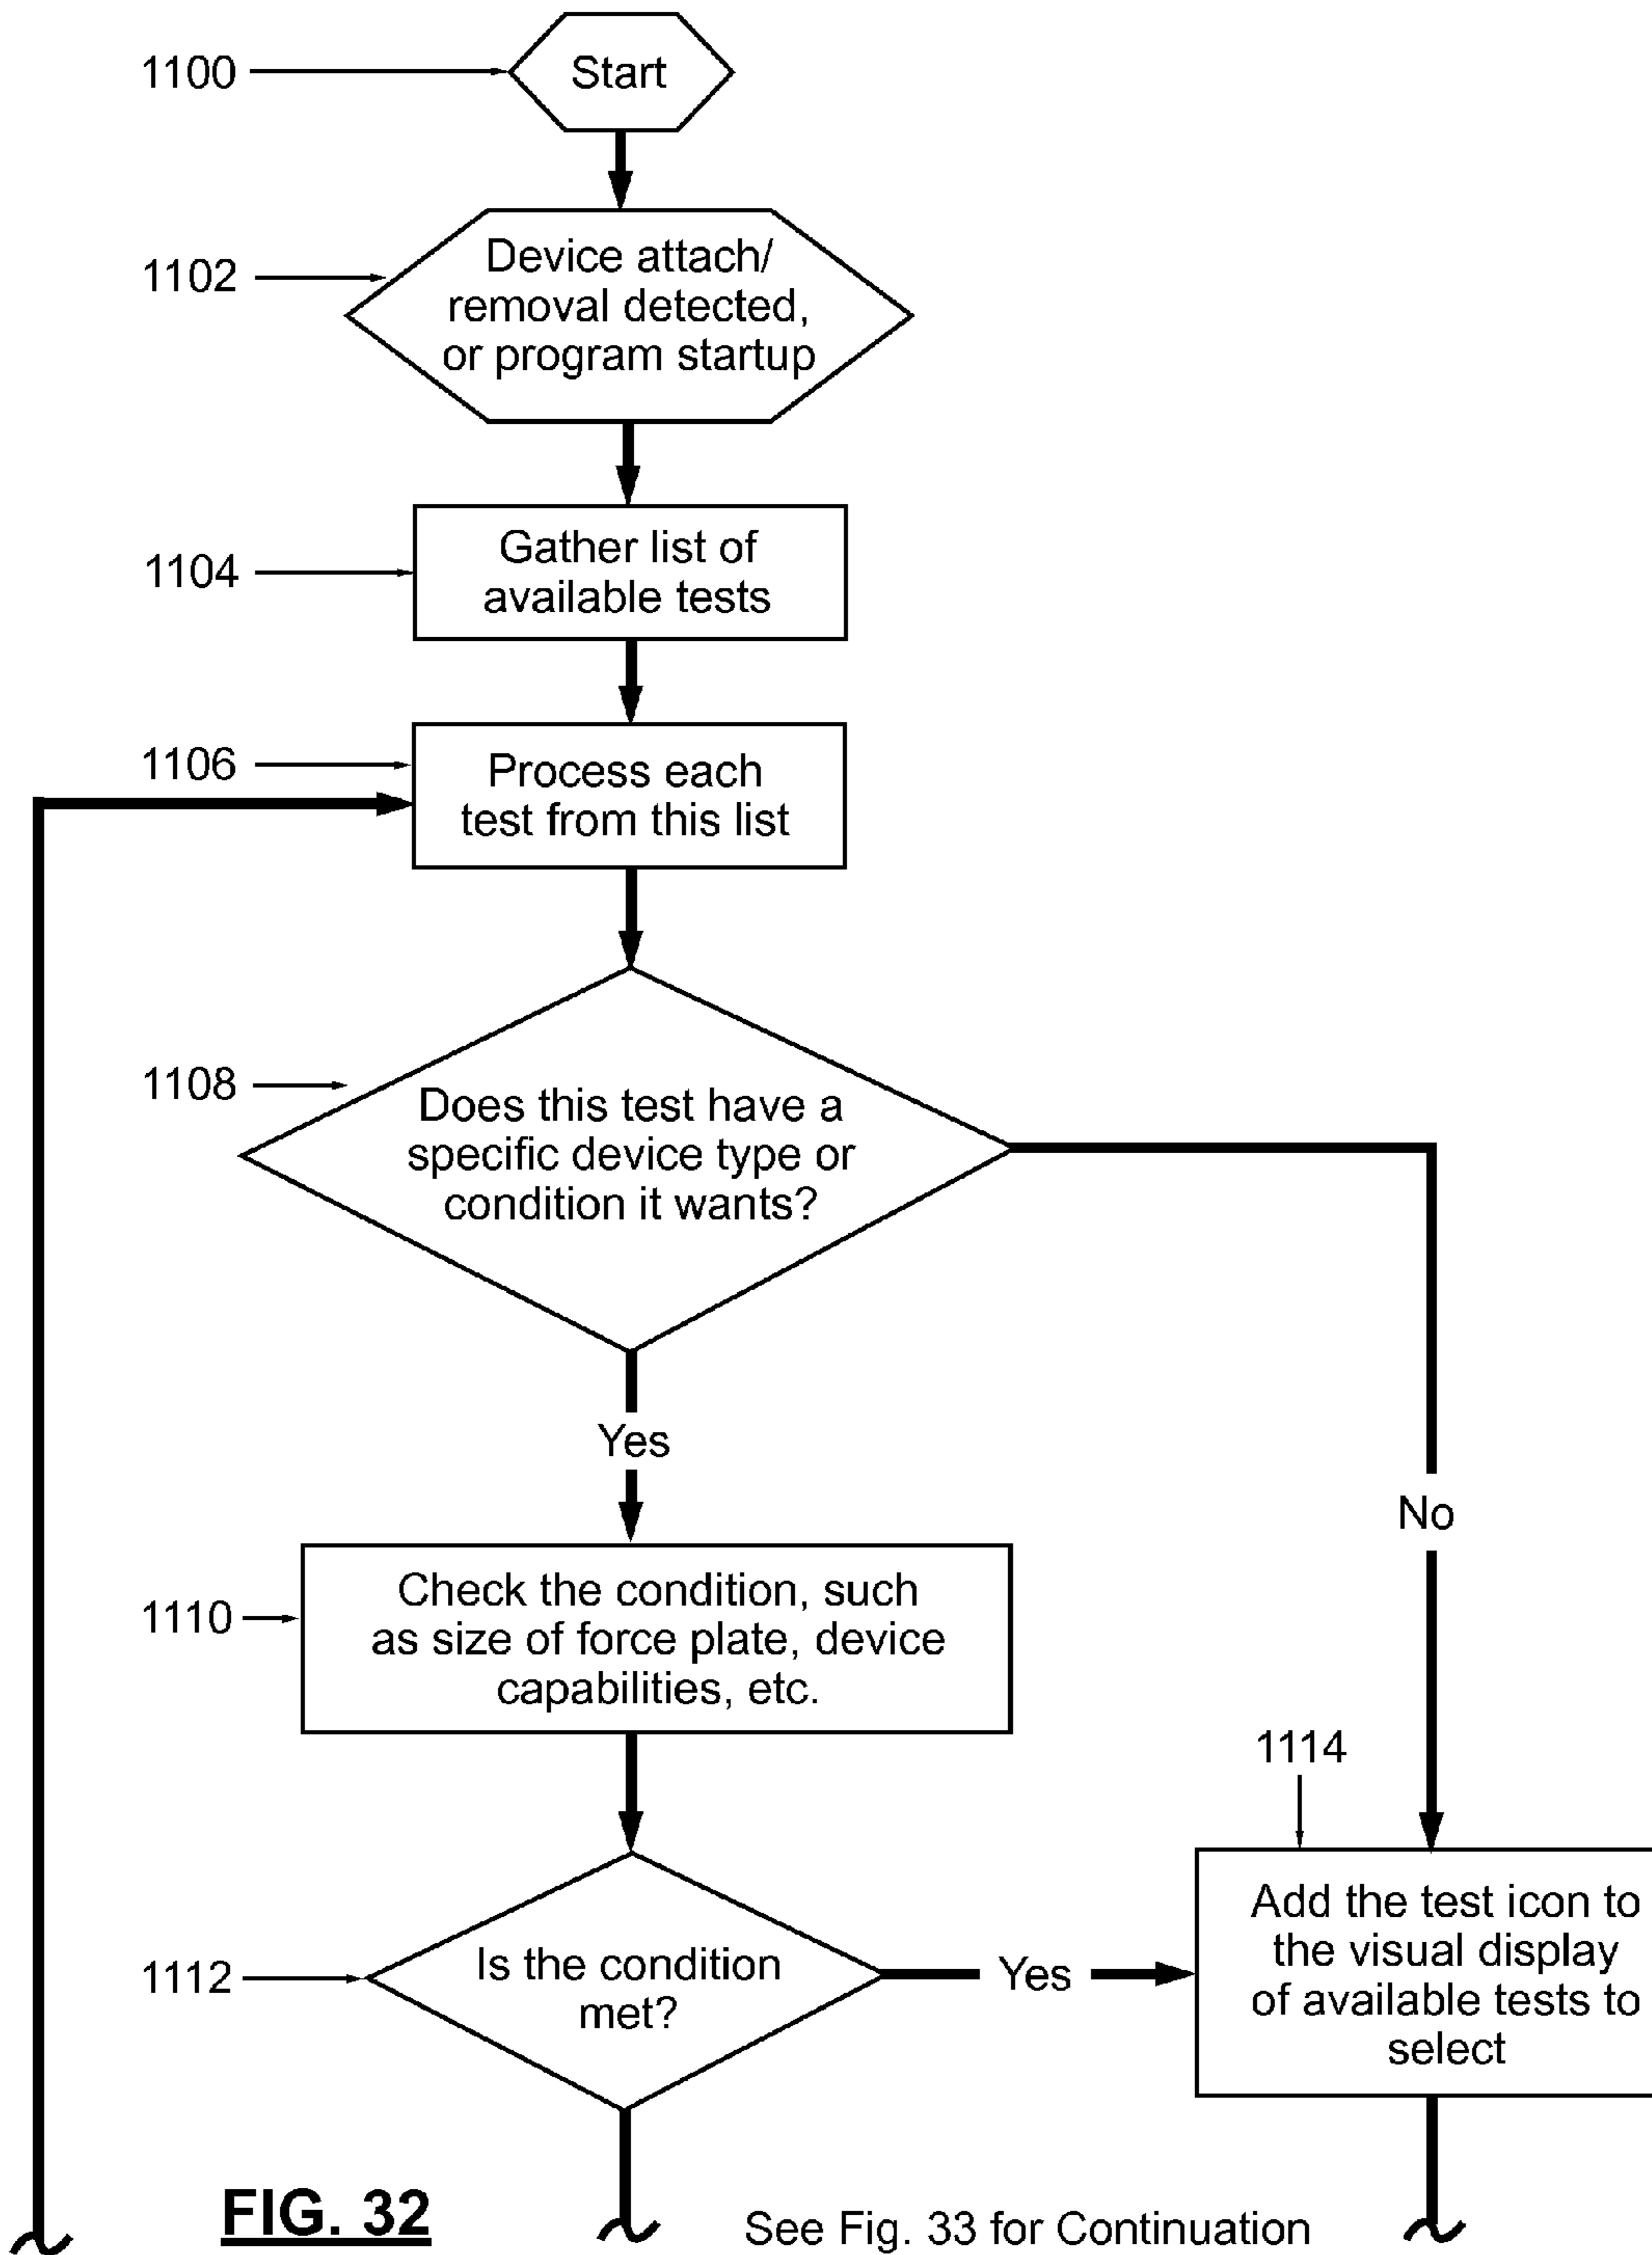 1100
Start
1102
Device attach/
removal detected,
or program startup
1104
Gather list of
available tests
1106
Process each
test from this list
1108
Does this test have a
specific device type or
condition it wants?
Yes
No
1110
Check the condition, such
as size of force plate, device
capabilities, etc.
1114
1112
Is the condition
met?
Yes
Add the test icon to
the visual display
of available tests to
select
FIG. 32
See Fig. 33 for Continuation